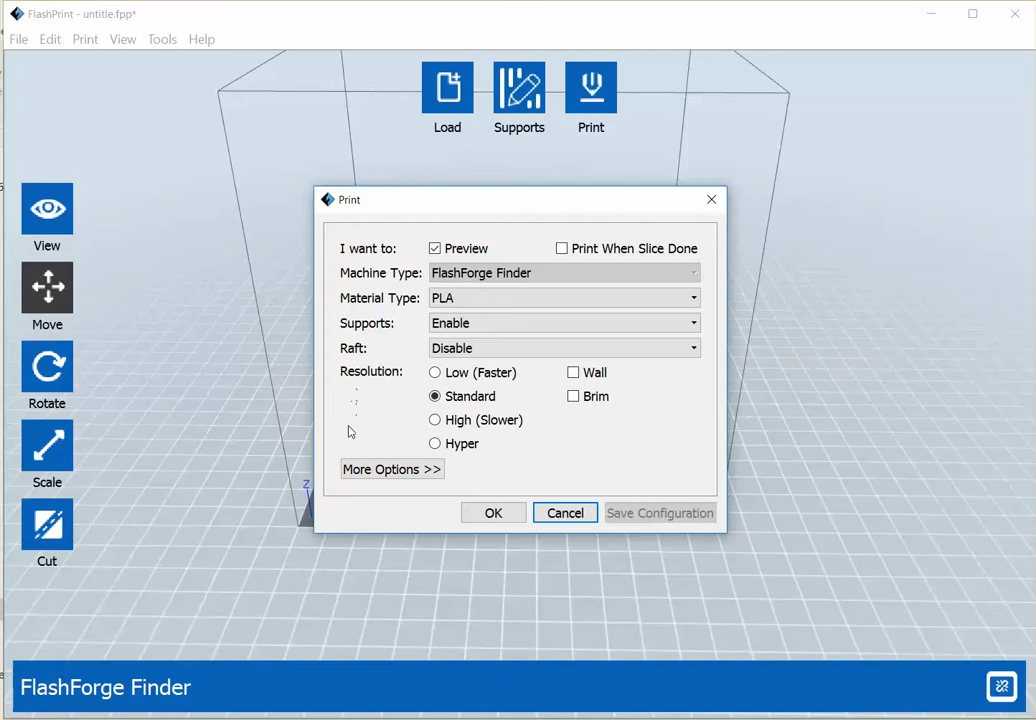 FlashPrint - untitle.fpp*
File Edit Print View Tools Help
Load Supports Print
View
Move
Rotate
Scale
Cut
Print
I want to: Preview Print When Slice Done
Machine Type: FlashForge Finder
Material Type: PLA
Supports: Enable
Raft: Disable
Resolution: Low (Faster) Wall
Standard Brim
High (Slower)
Hyper
More Options >>
OK Cancel Save Configuration
Z
FlashForge Finder